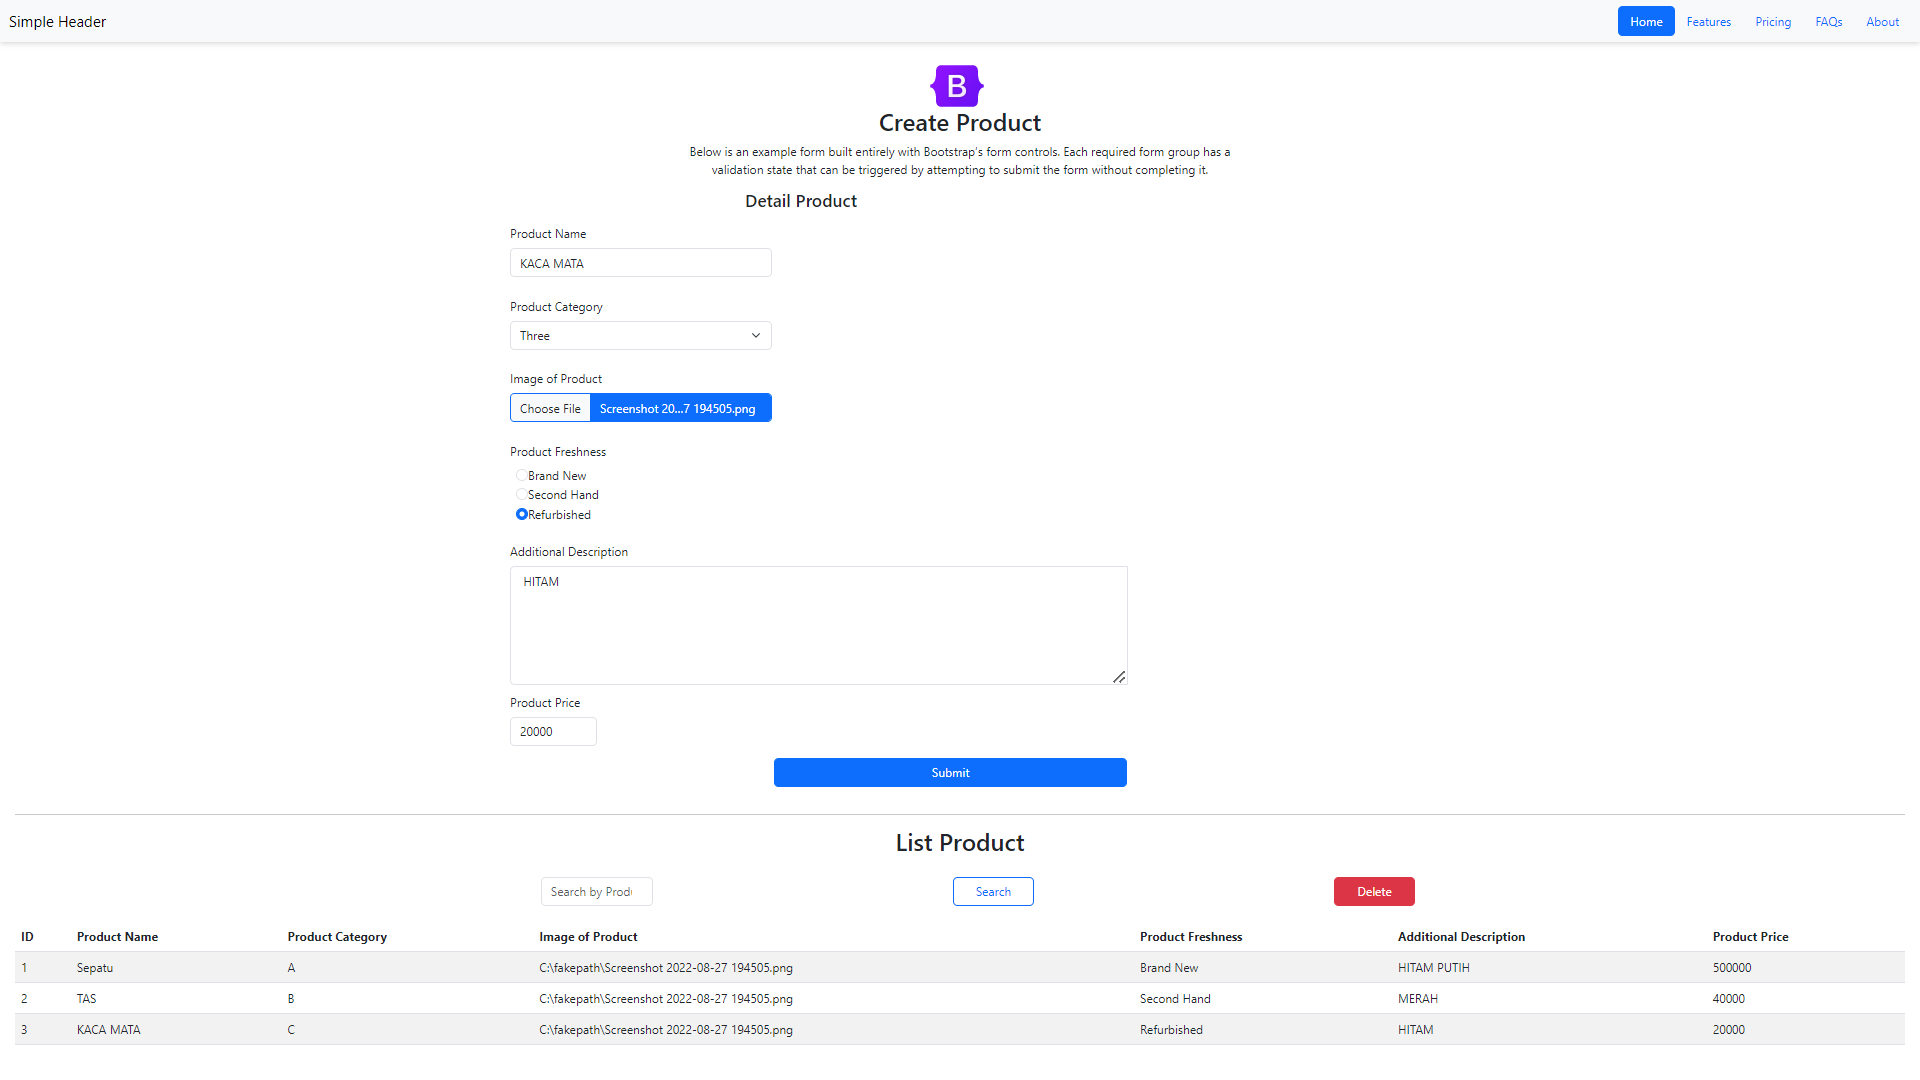 Simple Header Home Features Pricing FAQs About
B
Create Product
Below is an example form built entirely with Bootstrap's form controls. Each required form group has a
validation state that can be triggered by attempting to submit the form without completing it.
Detail Product
Product Name
KACA MATA
Product Category
Three
Image of Product
Choose File Screenshot 20...7 194505.png
Product Freshness
Brand New
Second Hand
Refurbished
Additional Description
HITAM
Product Price
20000
Submit
List Product
Search by Prod Search Delete
ID Product Name Product Category Image of Product Product Freshness Additional Description Product Price
1 Sepatu A C:\fakepath\Screenshot 2022-08-27 194505.png Brand New HITAM PUTIH 500000
2 TAS B C:\fakepath\Screenshot 2022-08-27 194505.png Second Hand MERAH 40000
3 KACA MATA C C:\fakepath\Screenshot 2022-08-27 194505.png Refurbished HITAM 20000